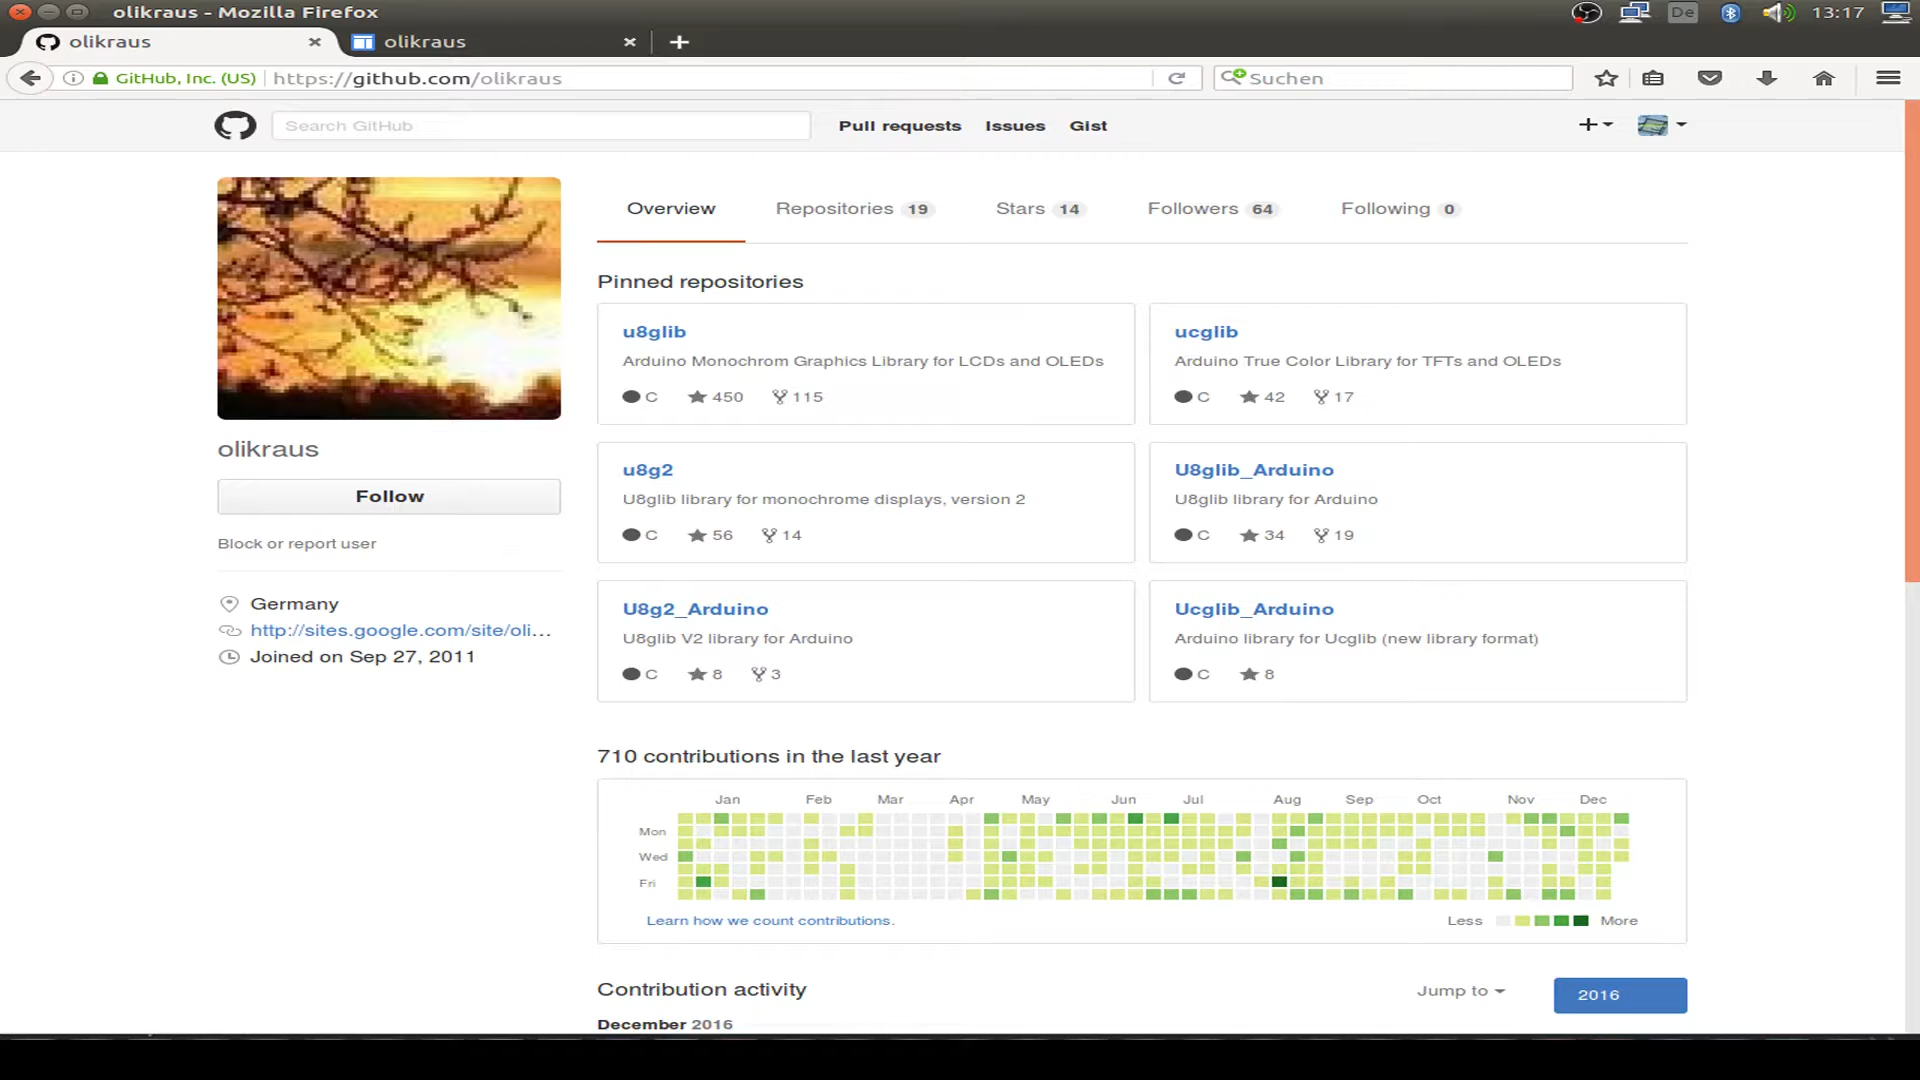 olikraus - Mozilla Firefox
De
13:17
olikraus
olikraus
GitHub, Inc. (US)
https://github.com/olikraus
Suchen
Search GitHub
Pull requests
Issues
Gist
Overview
Repositories 19
Stars 14
Followers 64
Following 0
olikraus
Follow
Block or report user
Germany
http://sites.google.com/site/oli...
Joined on Sep 27, 2011
Pinned repositories
u8glib
Arduino Monochrom Graphics Library for LCDs and OLEDs
C 450 115
ucglib
Arduino True Color Library for TFTs and OLEDs
C 42 17
u8g2
U8glib library for monochrome displays, version 2
C 56 14
U8glib_Arduino
U8glib library for Arduino
C 34 19
U8g2_Arduino
U8glib V2 library for Arduino
C 8 3
Ucglib_Arduino
Arduino library for Ucglib (new library format)
C 8
710 contributions in the last year
Jan Feb Mar Apr May Jun Jul Aug Sep Oct Nov Dec
Mon
Wed
Fri
Learn how we count contributions.
Less
More
Contribution activity
Jump to
2016
December 2016